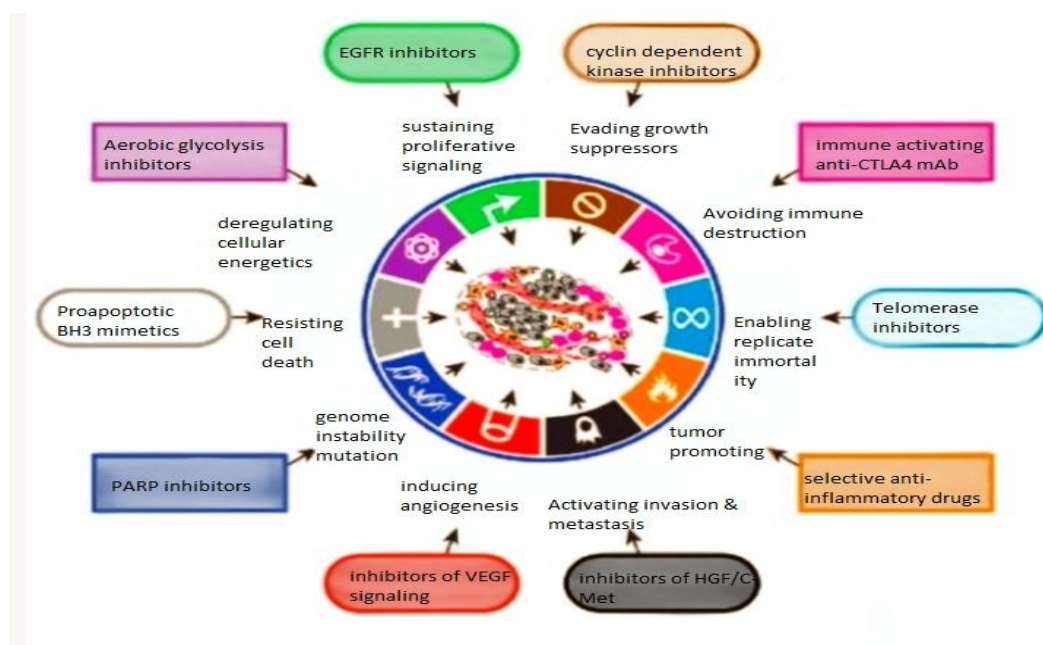 EGFR inhibitors
cyclin dependent
kinase inhibitors
sustaining
proliferative
signaling
Evading growth
suppressors
Aerobic glycolysis
inhibitors
immune activating
anti-CTLA4 mAb
deregulating
cellular
energetics
Avoiding immune
destruction
Proapoptotic
BH3 mimetics
Resisting
cell
death
Enabling
replicate
immortal
ity
Telomerase
inhibitors
genome
instability
mutation
tumor
promoting
PARP inhibitors
selective anti-
inflammatory drugs
inducing
angiogenesis
Activating invasion &
metastasis
inhibitors of VEGF
signaling
inhibitors of HGF/C-
Met